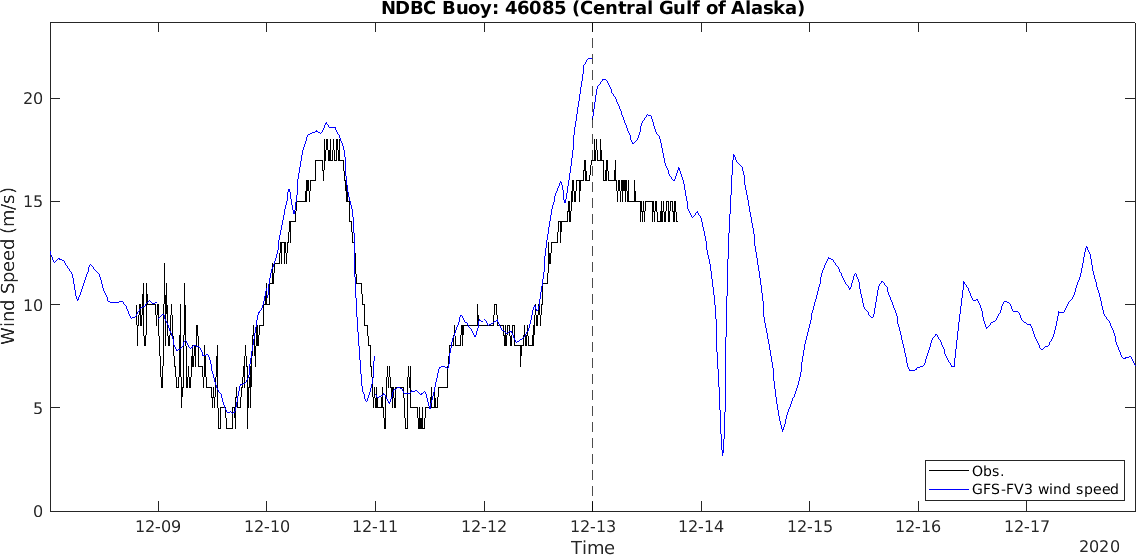 NDBC Buoy: 46085 (Central Gulf of Alaska)
Wind Speed (m/s)
20
15
10
5
0
Obs.
GFS-FV3 wind speed
12-09 12-10 12-11 12-12 12-13 12-14 12-15 12-16 12-17
Time
2020